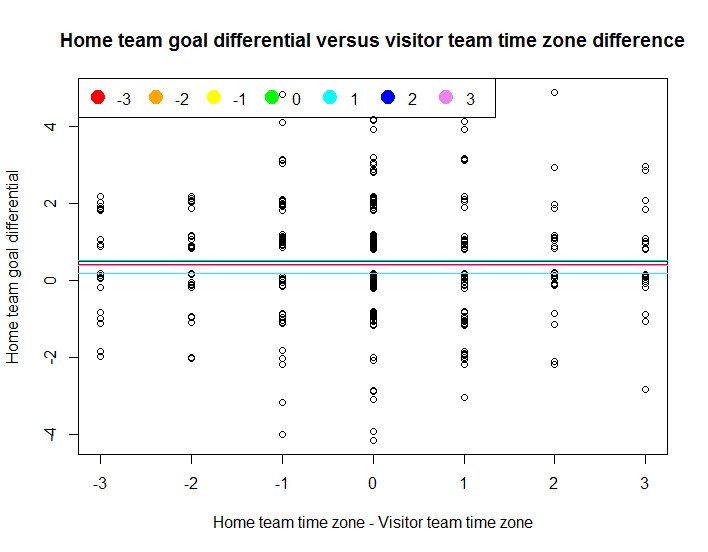 Home team goal differential versus visitor team time zone difference
-3 -2 -1 0 1 2 3
4
2
0
-2
-4
Home team goal differential
-3 -2 -1 0 1 2 3
Home team time zone - Visitor team time zone